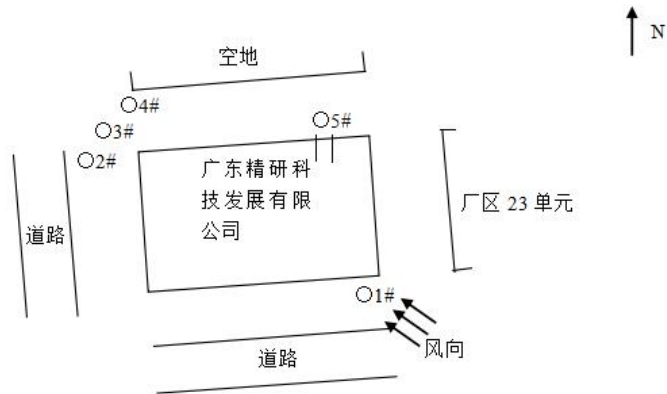 N
空地
○4#
○3#
○2#
○5#
广东精研科
技发展有限
公司
厂区 23 单元
道路
○1#
风向
道路